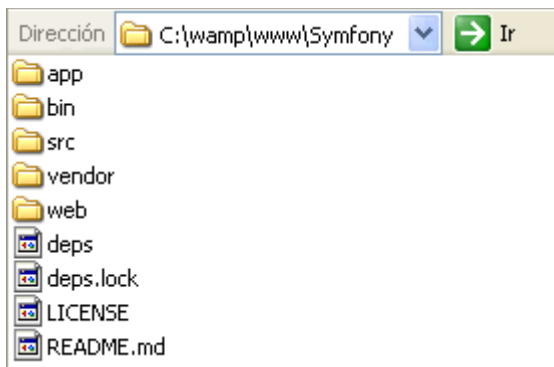 Dirección C:\wamp\www\Symfony Ir
app
bin
src
vendor
web
deps
deps.lock
LICENSE
README.md